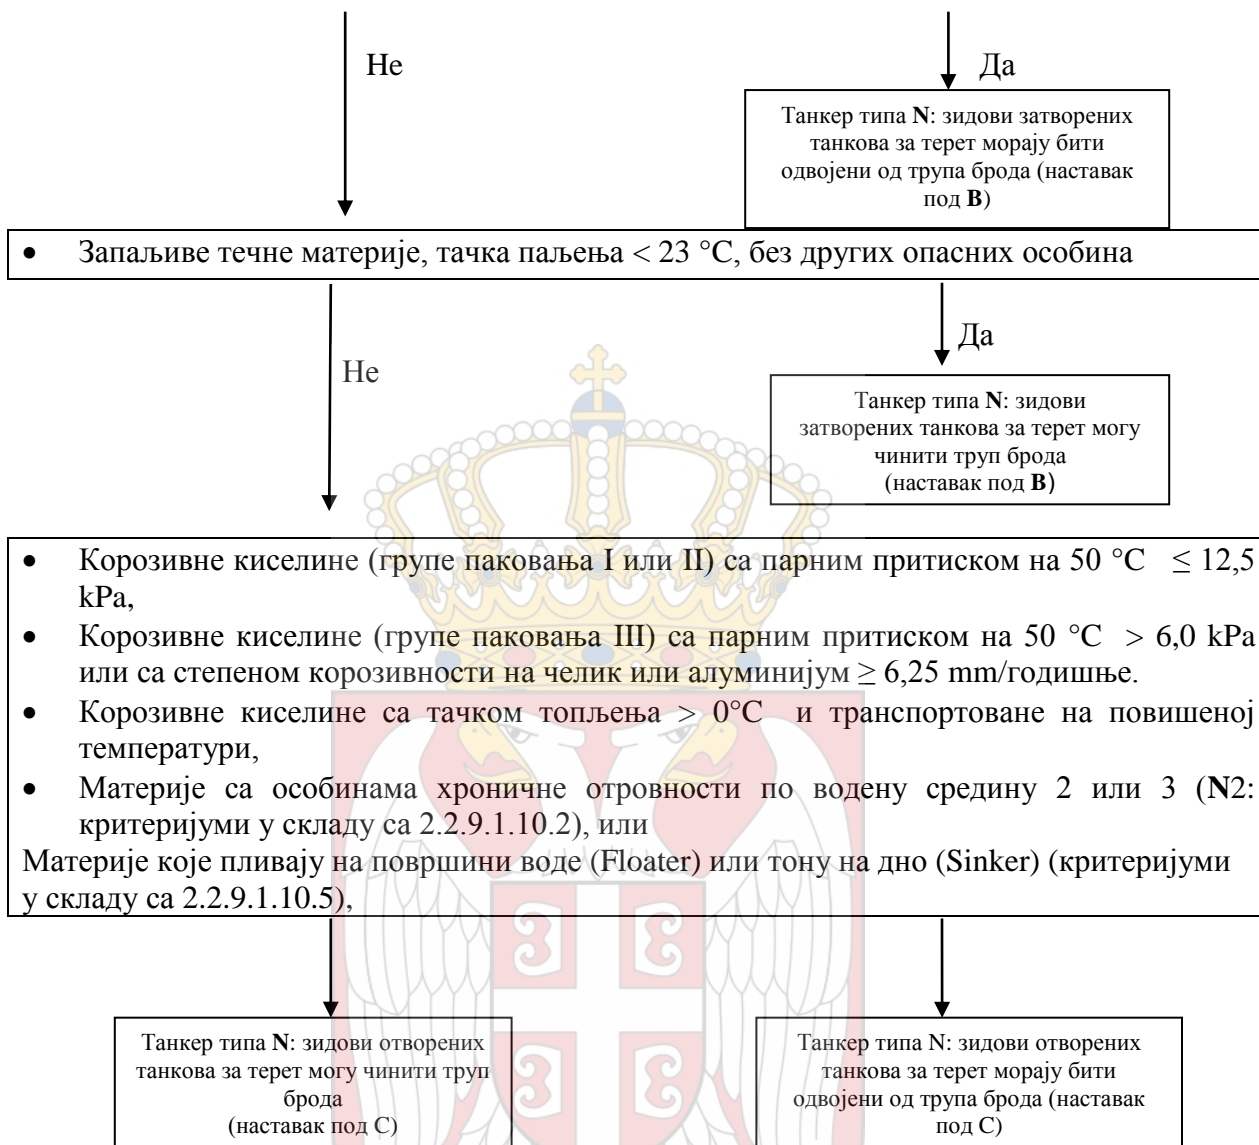 Не
Да
Танкер типа N: зидови затворених
танкова за терет морају бити
одвојени од трупа брода (наставак
под B)
• Запаљиве течне материје, тачка паљења < 23 °C, без других опасних особина
Не
Да
Танкер типа N: зидови
затворених танкова за терет могу
чинити труп брода
(наставак под B)
• Корозивне киселине (групе паковања I или II) са парним притиском на 50 °C ≤ 12,5
kPa,
• Корозивне киселине (групе паковања III) са парним притиском на 50 °C > 6,0 kPa
или са степеном корозивности на челик или алуминијум ≥ 6,25 mm/годишње.
• Корозивне киселине са тачком топљења > 0°C и транспортоване на повишеној
температури,
• Материје са особинама хроничне отровности по водену средину 2 или 3 (N2:
критеријуми у складу са 2.2.9.1.10.2), или
Материје које пливају на површини воде (Floater) или тону на дно (Sinker) (критеријуми
у складу са 2.2.9.1.10.5),
Танкер типа N: зидови отворених
танкова за терет могу чинити труп
брода
(наставак под C)
Танкер типа N: зидови отворених
танкова за терет морају бити
одвојени од трупа брода (наставак
под C)